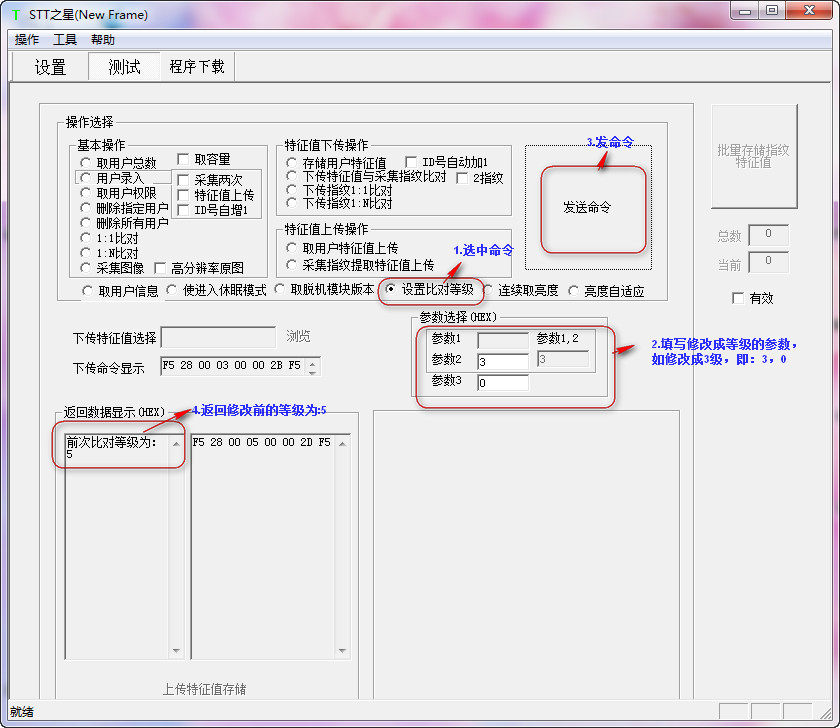 T STT之星(New Frame)
操作 工具 帮助
设置 测试 程序下载
操作选择
基本操作
取用户总数
用户录入
取用户权限
删除指定用户
删除所有用户
1:1比对
1:N比对
采集图像
高分辨率原图
取容量
采集两次
特征值上传
ID号自增1
特征值下传操作
存储用户特征值
ID号自动加1
下传特征值与采集指纹比对
2指纹
下传指纹1:1比对
下传指纹1:N比对
特征值上传操作
取用户特征值上传
采集指纹提取特征值上传
1.选中命令
3.发命令
发送命令
取用户信息 使进入休眠模式 取脱机模块版本 设置比对等级 连续取亮度 亮度自适应
批量存储指纹
特征值
总数 0
当前 0
有效
下传特征值选择
浏览
下传命令显示
F5 28 00 03 00 00 2B F5
参数选择(HEX)
参数1
参数1,2
参数2 3
3
参数3 0
2.填写修改成等级的参数，
如修改成3级，即：3，0
返回数据显示(HEX)
4.返回修改前的等级为:5
前次比对等级为:
5
F5 28 00 05 00 00 2D F5
上传特征值存储
就绪